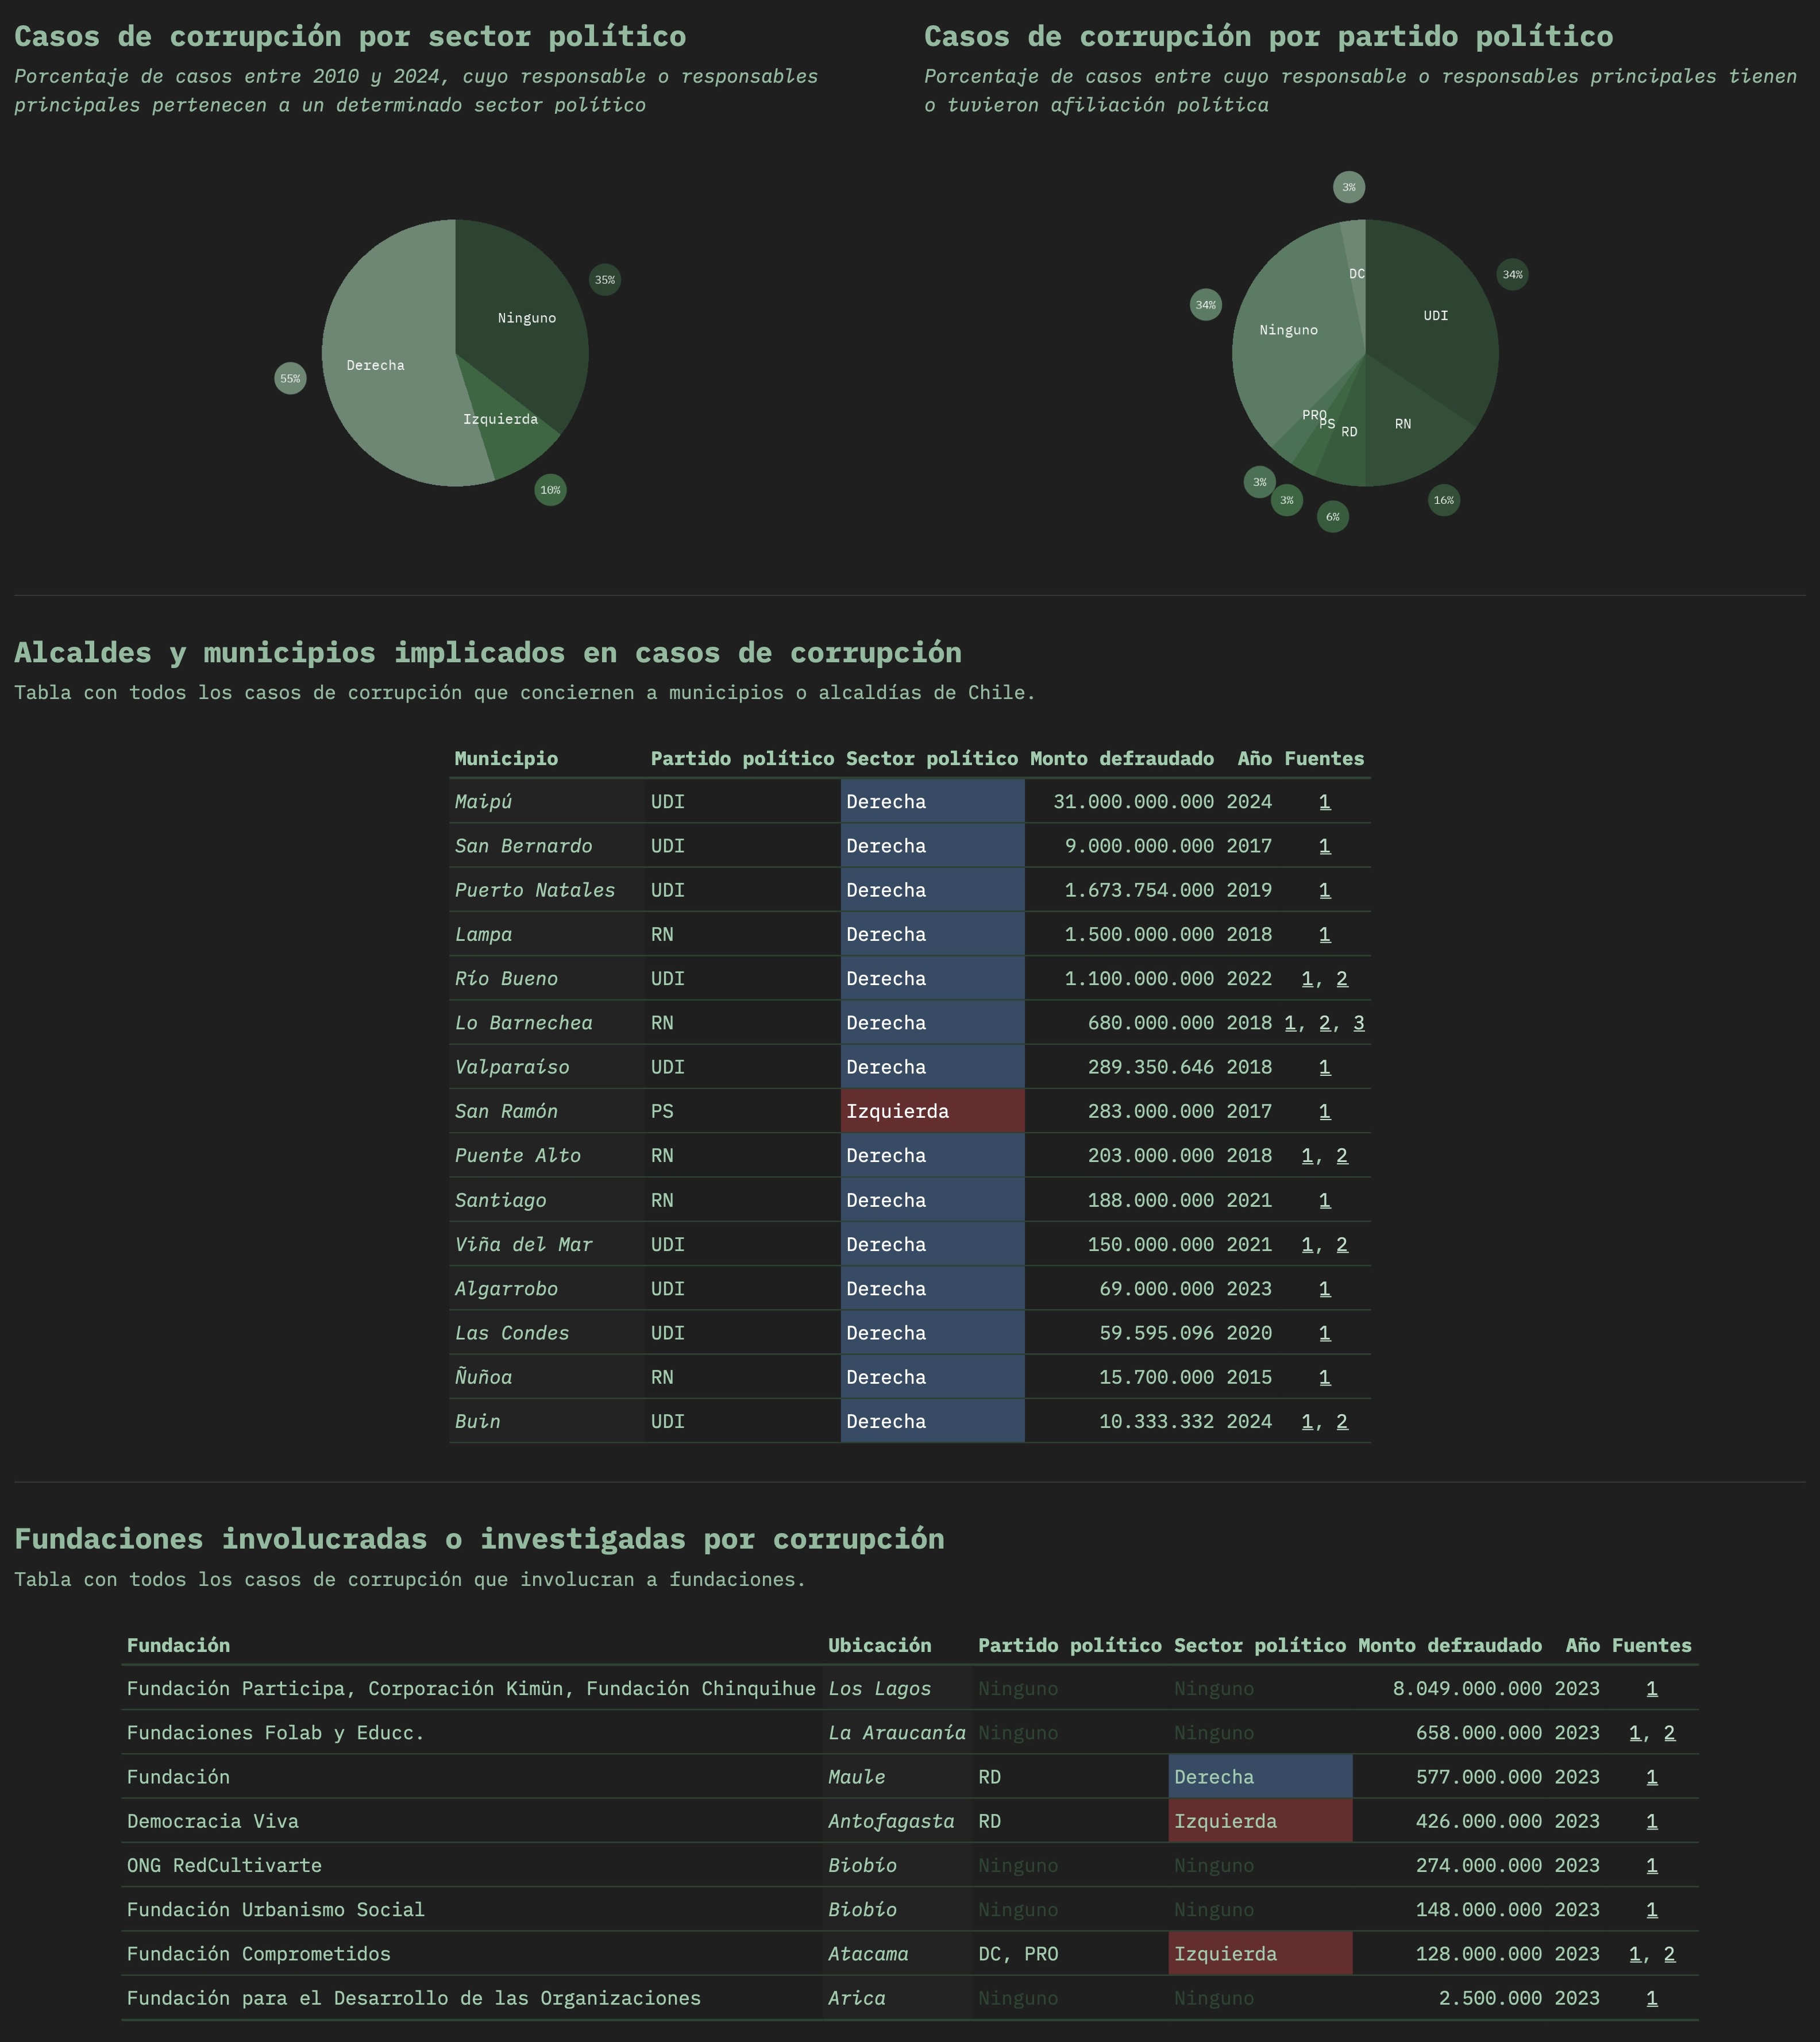 Casos de corrupción por sector político
Porcentaje de casos entre 2010 y 2024, cuyo responsable o responsables
principales pertenecen a un determinado sector político
35%
Ninguno
Derecha
55%
Izquierda
10%
Casos de corrupción por partido político
Porcentaje de casos entre cuyo responsable o responsables principales tienen
o tuvieron afiliación política
3%
DC
34%
34%
UDI
Ninguno
PRO
PS
RD
RN
3%
3%
6%
16%
Alcaldes y municipios implicados en casos de corrupción
Tabla con todos los casos de corrupción que conciernen a municipios o alcaldías de Chile.
Municipio Partido político Sector político Monto defraudado Año Fuentes
Maipú UDI Derecha 31.000.000.000 2024 1
San Bernardo UDI Derecha 9.000.000.000 2017 1
Puerto Natales UDI Derecha 1.673.754.000 2019 1
Lampa RN Derecha 1.500.000.000 2018 1
Río Bueno UDI Derecha 1.100.000.000 2022 1, 2
Lo Barnechea RN Derecha 680.000.000 2018 1, 2, 3
Valparaíso UDI Derecha 289.350.646 2018 1
San Ramón PS Izquierda 283.000.000 2017 1
Puente Alto RN Derecha 203.000.000 2018 1, 2
Santiago RN Derecha 188.000.000 2021 1
Viña del Mar UDI Derecha 150.000.000 2021 1, 2
Algarrobo UDI Derecha 69.000.000 2023 1
Las Condes UDI Derecha 59.595.096 2020 1
Ñuñoa RN Derecha 15.700.000 2015 1
Buin UDI Derecha 10.333.332 2024 1, 2
Fundaciones involucradas o investigadas por corrupción
Tabla con todos los casos de corrupción que involucran a fundaciones.
Fundación Ubicación Partido político Sector político Monto defraudado Año Fuentes
Fundación Participa, Corporación Kimün, Fundación Chinquihue Los Lagos Ninguno Ninguno 8.049.000.000 2023 1
Fundaciones Folab y Educc. La Araucanía Ninguno Ninguno 658.000.000 2023 1, 2
Fundación Maule RD Derecha 577.000.000 2023 1
Democracia Viva Antofagasta RD Izquierda 426.000.000 2023 1
ONG RedCultivarte Biobío Ninguno Ninguno 274.000.000 2023 1
Fundación Urbanismo Social Biobío Ninguno Ninguno 148.000.000 2023 1
Fundación Comprometidos Atacama DC, PRO Izquierda 128.000.000 2023 1, 2
Fundación para el Desarrollo de las Organizaciones Arica Ninguno Ninguno 2.500.000 2023 1